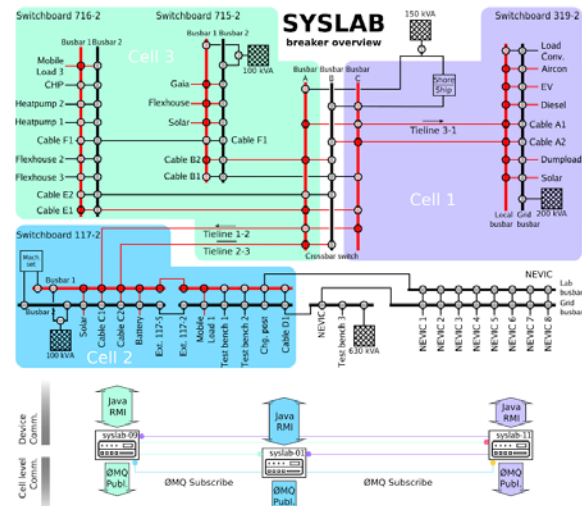 Switchboard 716-2
Switchboard 715-2
SYSLAB
breaker overview
150 kVA
Switchboard 319-2
Busbar 1
Busbar 2
Busbar 1
Busbar 2
Cell 3
100 kVA
Mobile
Load 3
CHP
Heatpump 2
Heatpump 1
Cable F1
Flexhouse 2
Flexhouse 3
Cable E2
Cable E1
Gaia
Flexhouse
Solar
Cable F1
Cable B2
Cable B1
Busbar
A
Busbar
B
Busbar
C
Shore
Ship
Tieline 3-1
Load
Conv.
Aircon
EV
Diesel
Cable A1
Cable A2
Dumpload
Solar
Cell 1
200 kVA
Local
busbar
Grid
busbar
Tieline 1-2
Tieline 2-3
Crossbar switch
Switchboard 117-2
Mach.
set
Busbar 1
Busbar 2
100 kVA
Solar
Cable C1
Cable C2
Battery
Ext. 117-5
Ext. 117-2
Mobile
Load 1
Test bench 1
Test bench 2
Chg. post
Cable D1
Cell 2
NEVIC
Test bench 3
630 kVA
NEVIC
Lab
busbar
Grid
busbar
NEVIC 1
NEVIC 2
NEVIC 3
NEVIC 4
NEVIC 5
NEVIC 6
NEVIC 7
NEVIC 8
Device
Comm.
Cell level
Comm.
Java
RMI
Java
RMI
Java
RMI
syslab-09
syslab-01
syslab-11
ØMQ
Publ.
ØMQ Subscribe
ØMQ
Publ.
ØMQ Subscribe
ØMQ
Publ.